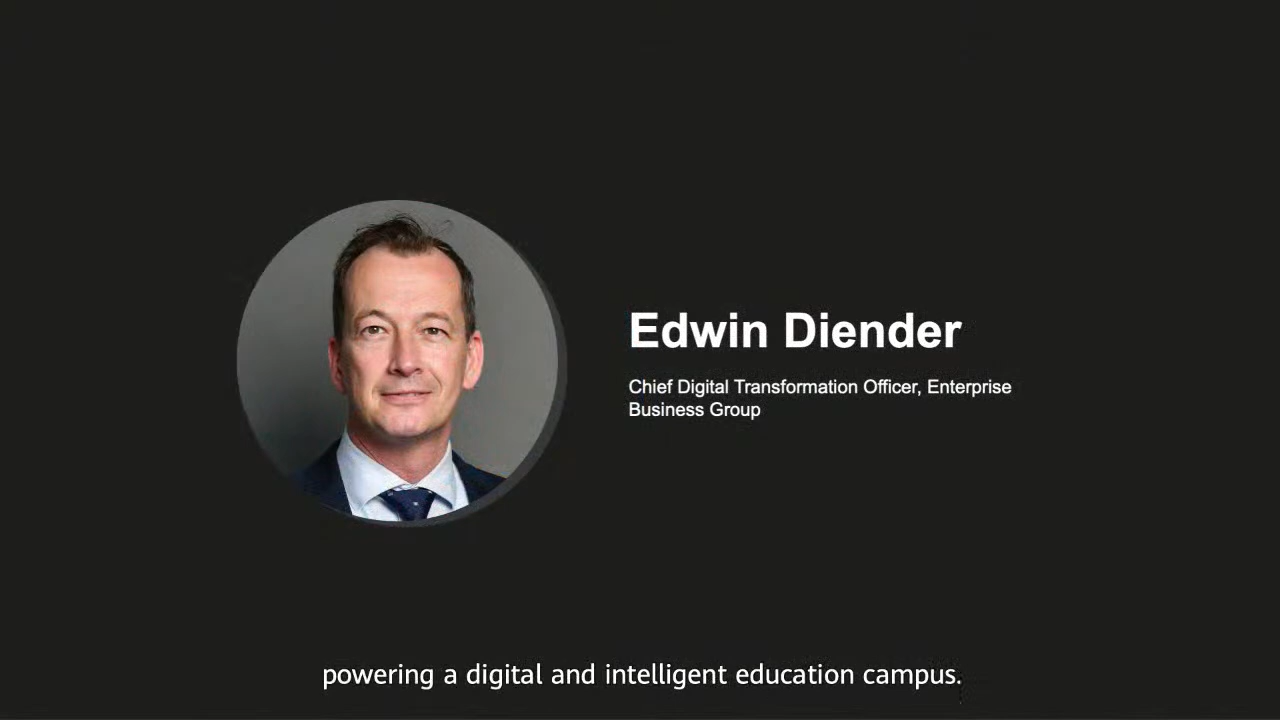 Edwin Diender
Chief Digital Transformation Officer, Enterprise
Business Group
powering a digital and intelligent education campus.